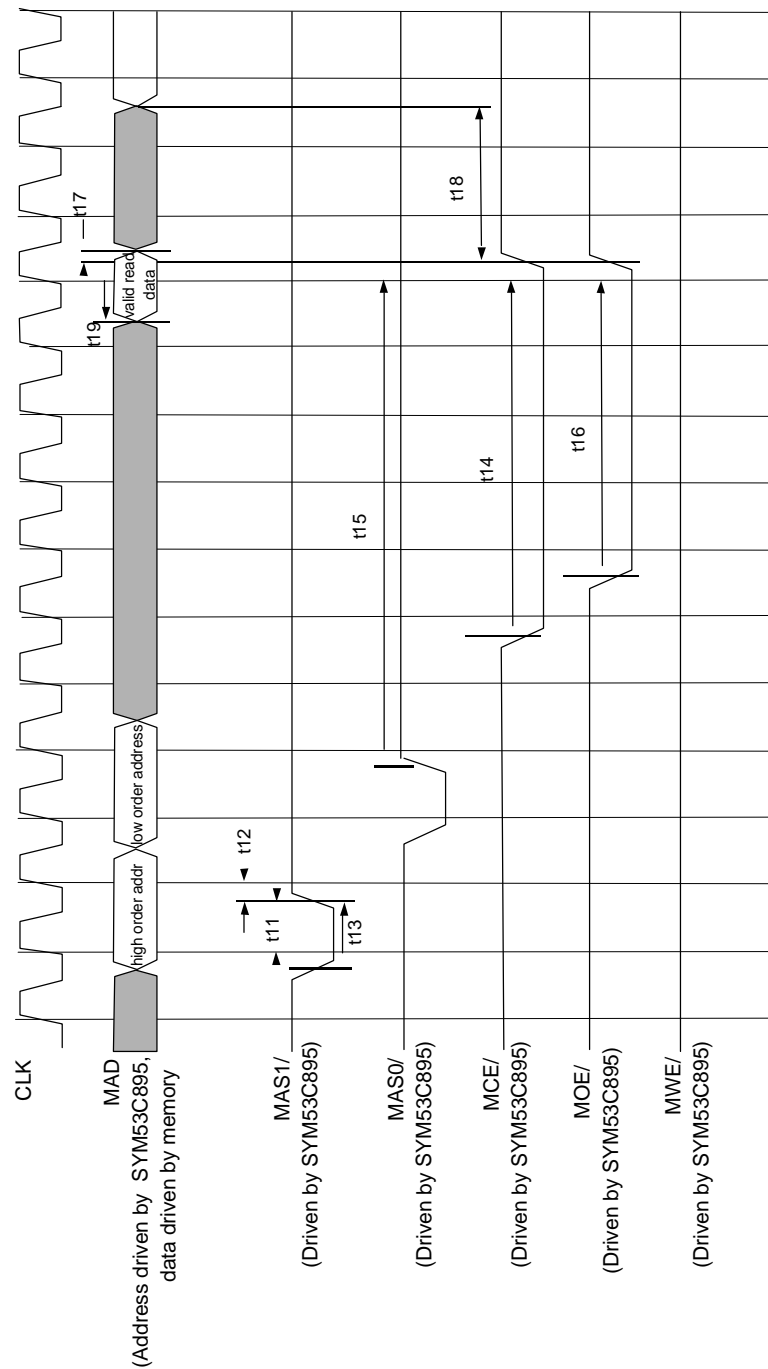 CLK
MAD
(Address driven by SYM53C895,
data driven by memory
high order addr
low order address
valid read
data
t19
t17
MAS1/
(Driven by SYM53C895)
t11
t12
t13
MAS0/
(Driven by SYM53C895)
t15
MCE/
(Driven by SYM53C895)
t14
t18
MOE/
(Driven by SYM53C895)
t16
MWE/
(Driven by SYM53C895)